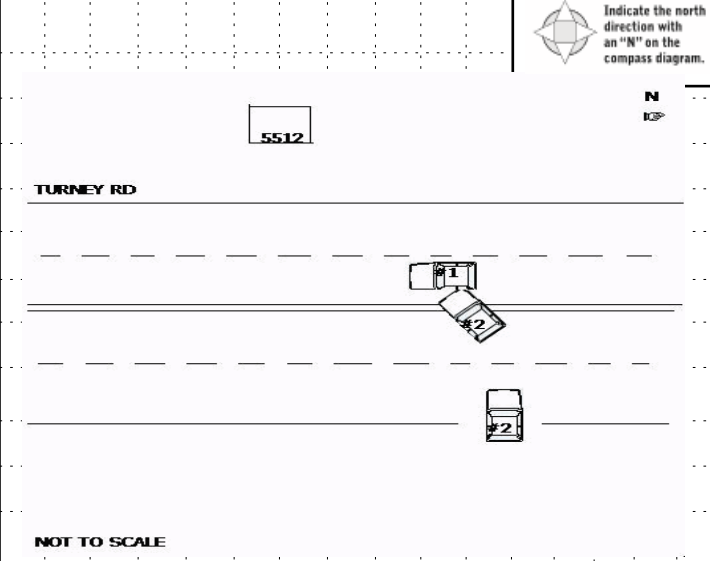 Indicate the north
direction with
an "N" on the
compass diagram.
N
5512
TURNEY RD
#1
#2
#2
NOT TO SCALE